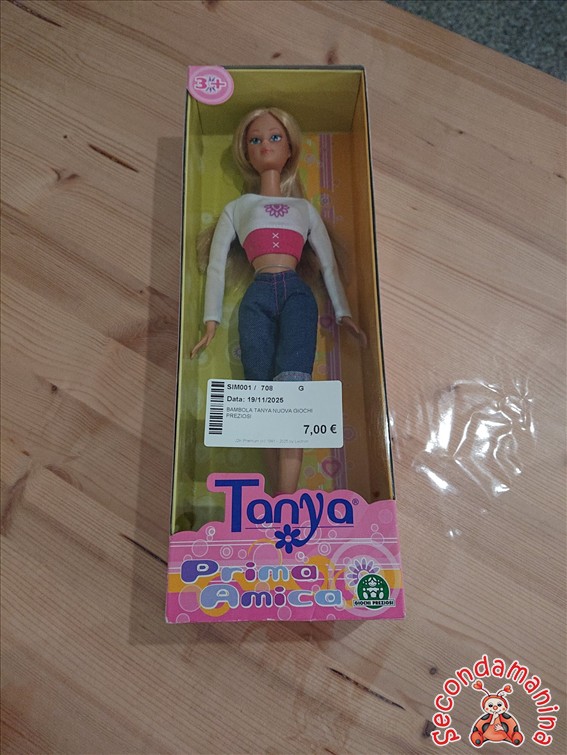 3+
SIM001 / 708 G
Data: 19/11/2025
BAMBOLA TANYA NUOVA GIOCHI
PREZIOSI
7,00 €
Tanya®
Prima
Amica
GIOCHI PREZIOSI
Secondamanina